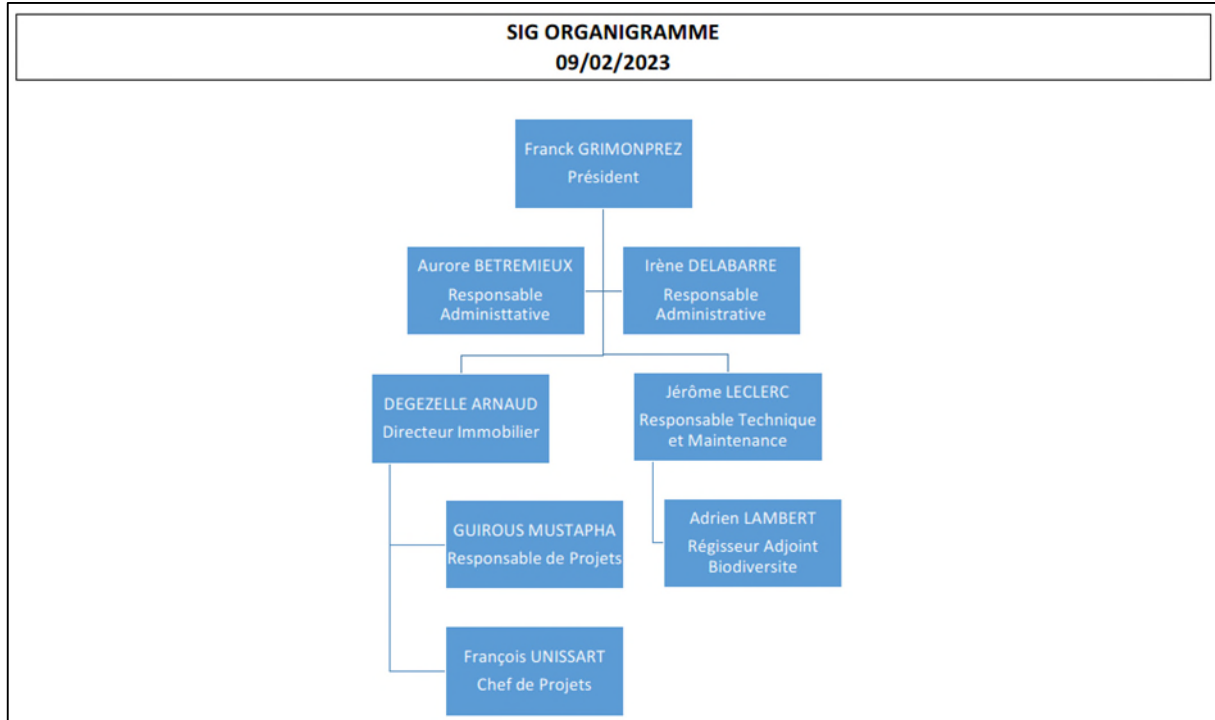 SIG ORGANIGRAMME
09/02/2023
Franck GRIMONPREZ
Président
Aurore BETREMIEUX
Responsable
Administtative
Irène DELABARRE
Responsable
Administrative
DEGEZELLE ARNAUD
Directeur Immobilier
Jérôme LECLERC
Responsable Technique
et Maintenance
GUIROUS MUSTAPHA
Responsable de Projets
Adrien LAMBERT
Régisseur Adjoint
Biodiversite
François UNISSART
Chef de Projets